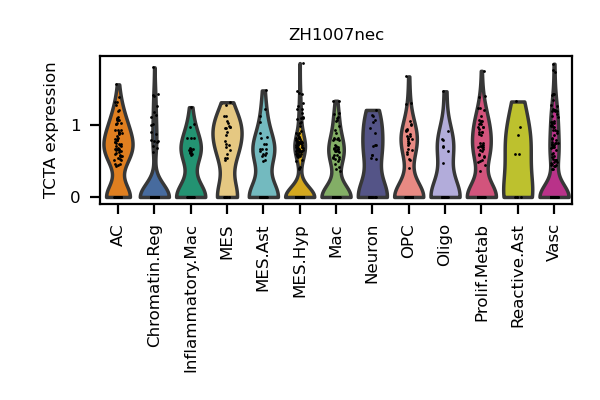 ZH1007nec
TCTA expression
1
0
AC
Chromatin.Reg
Inflammatory.Mac
MES
MES.Ast
MES.Hyp
Mac
Neuron
OPC
Oligo
Prolif.Metab
Reactive.Ast
Vasc